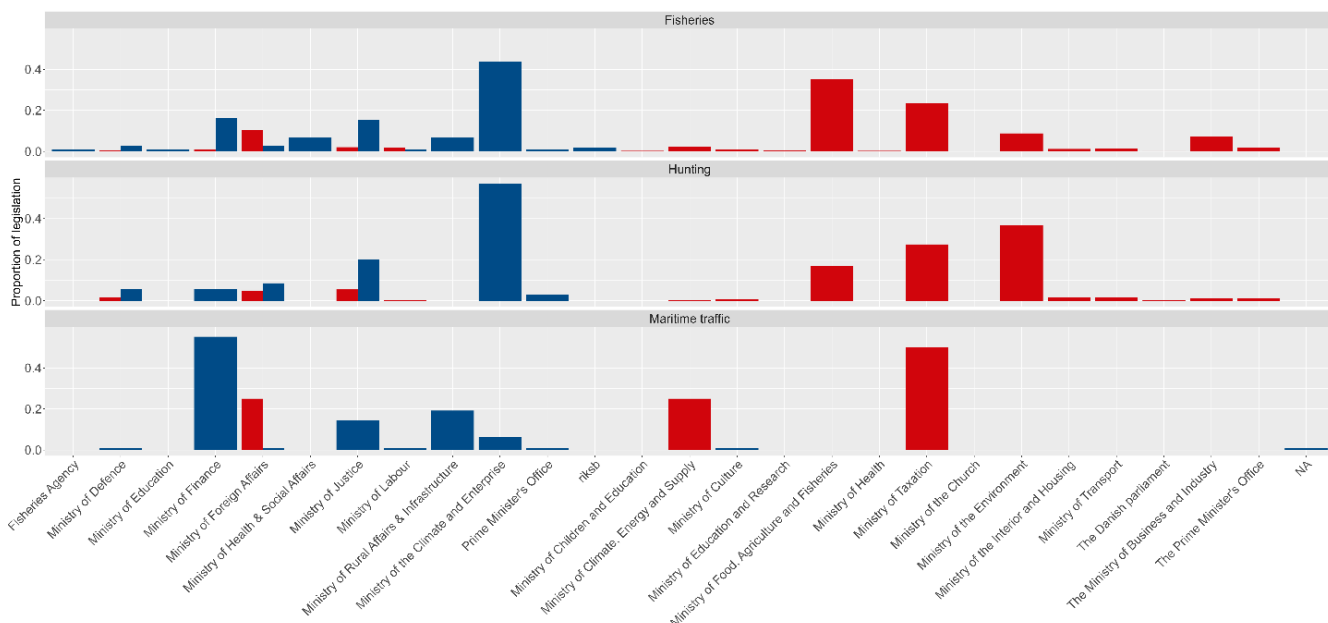 Fisheries
0.4
0.2
0.0
Hunting
0.4
0.2
0.0
Maritime traffic
0.4
0.2
0.0
Proportion of legislation
Fisheries Agency
Ministry of Defence
Ministry of Education
Ministry of Finance
Ministry of Foreign Affairs
Ministry of Health & Social Affairs
Ministry of Justice
Ministry of Labour
Ministry of Rural Affairs & Infrastructure
Ministry of the Climate and Enterprise
Prime Minister's Office
riksb
Ministry of Children and Education
Ministry of Climate. Energy and Supply
Ministry of Culture
Ministry of Education and Research
Ministry of Food, Agriculture and Fisheries
Ministry of Health
Ministry of Taxation
Ministry of the Church
Ministry of the Environment
Ministry of the Interior and Housing
Ministry of Transport
The Danish parliament
The Ministry of Business and Industry
The Prime Minister's Office
NA